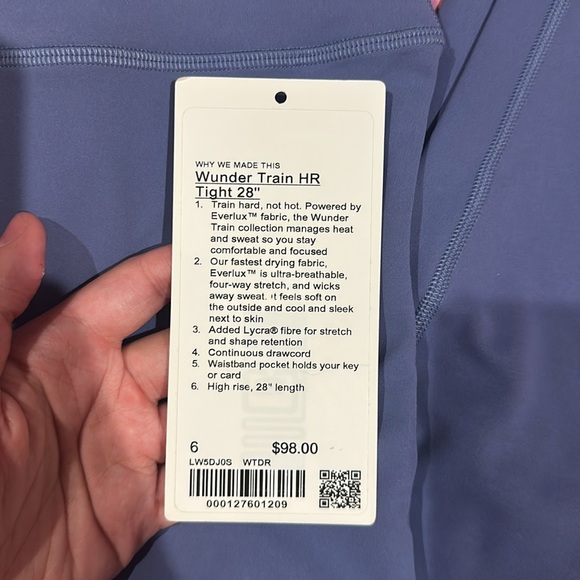 WHY WE MADE THIS
Wunder Train HR
Tight 28"
1. Train hard, not hot. Powered by
Everlux™ fabric, the Wunder
Train collection manages heat
and sweat so you stay
comfortable and focused
2. Our fastest drying fabric,
Everlux™ is ultra-breathable,
four-way stretch, and wicks
away sweat. It feels soft on
the outside and cool and sleek
next to skin
3. Added Lycra® fibre for stretch
and shape retention
4. Continuous drawcord
5. Waistband pocket holds your key
or card
6. High rise, 28" length
6 $98.00
LW5DJ0S WTDR
000127601209